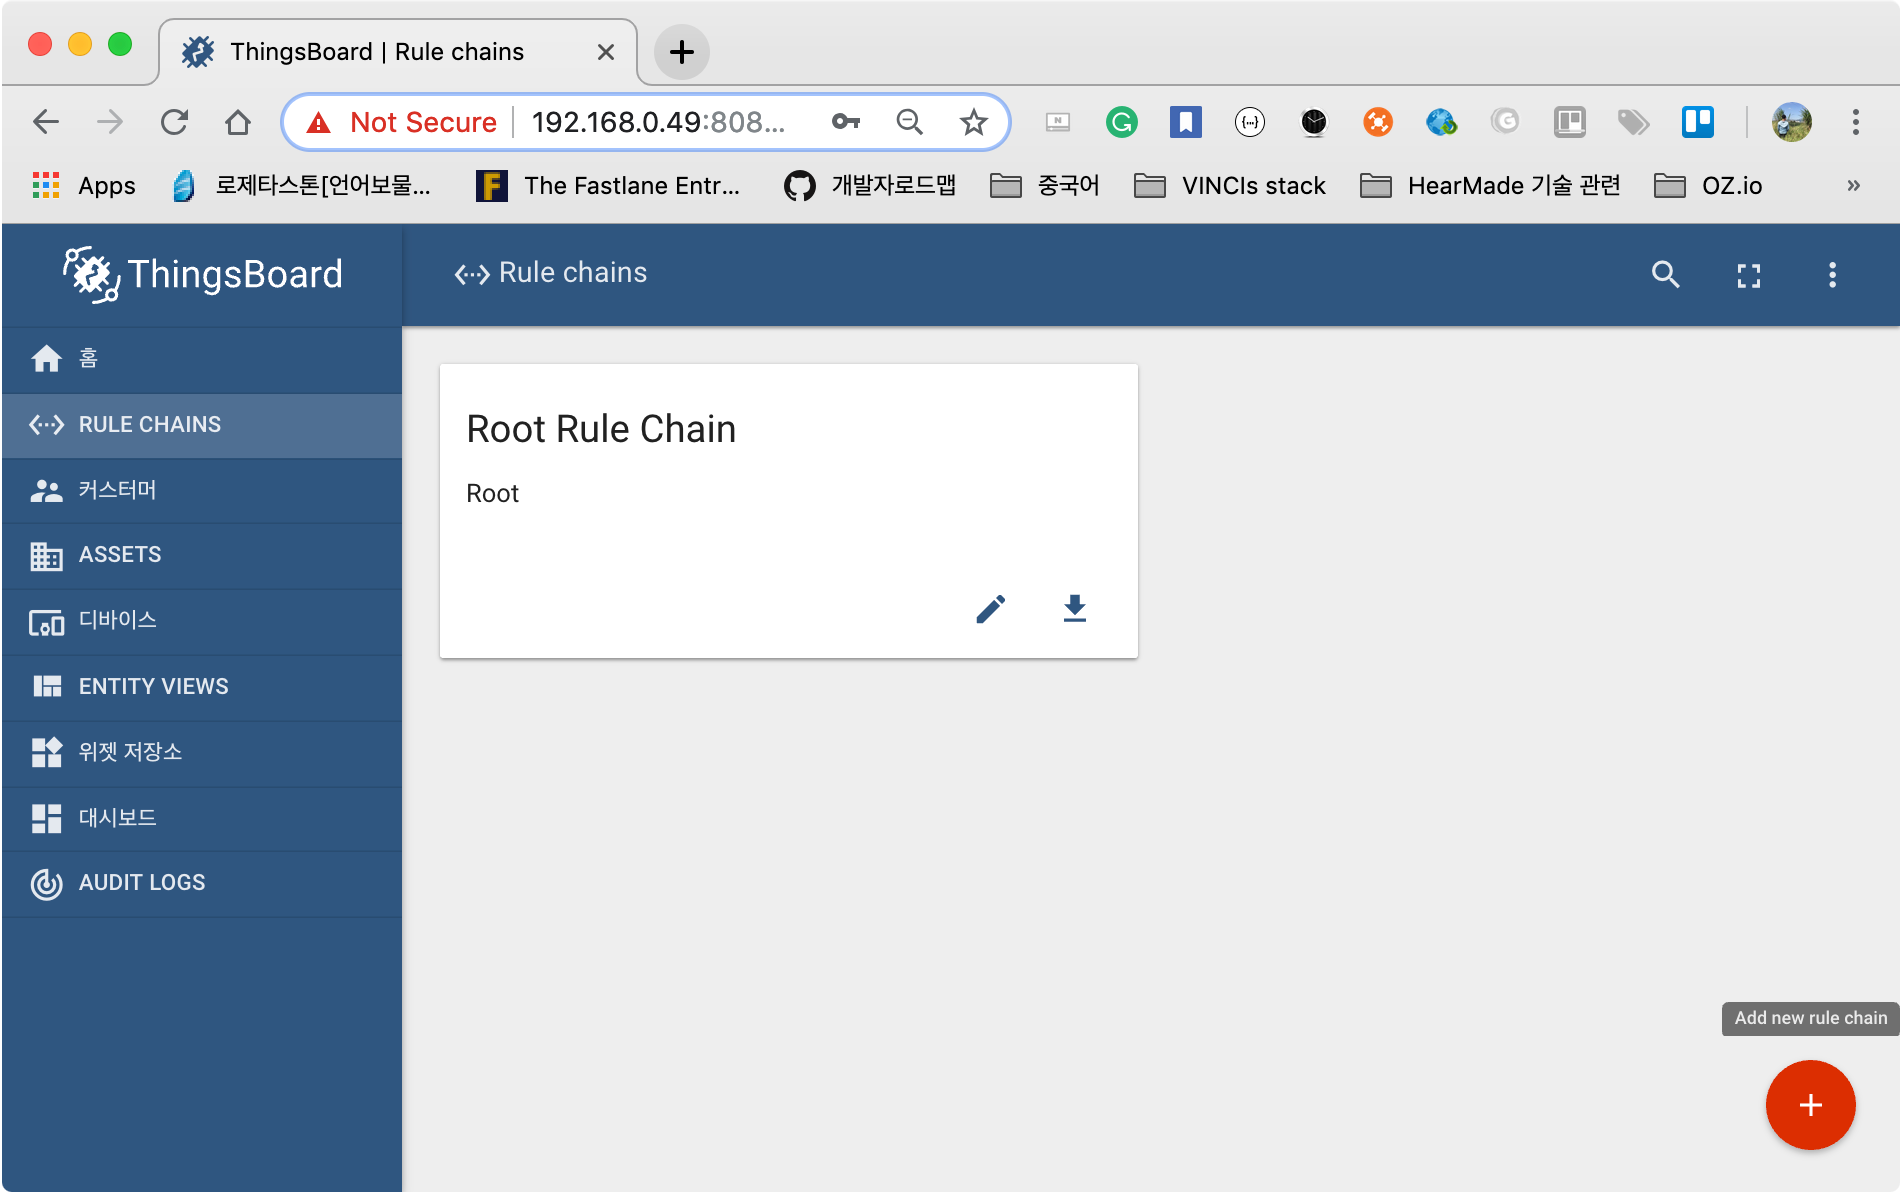 ThingsBoard | Rule chains
Not Secure
192.168.0.49:808...
Apps
로제타스톤[언어보물...
The Fastlane Entr...
개발자로드맵
중국어
VINCIs stack
HearMade 기술 관련
OZ.io
»
ThingsBoard
Rule chains
홈
RULE CHAINS
커스터머
ASSETS
디바이스
ENTITY VIEWS
위젯 저장소
대시보드
AUDIT LOGS
Root Rule Chain
Root
Add new rule chain